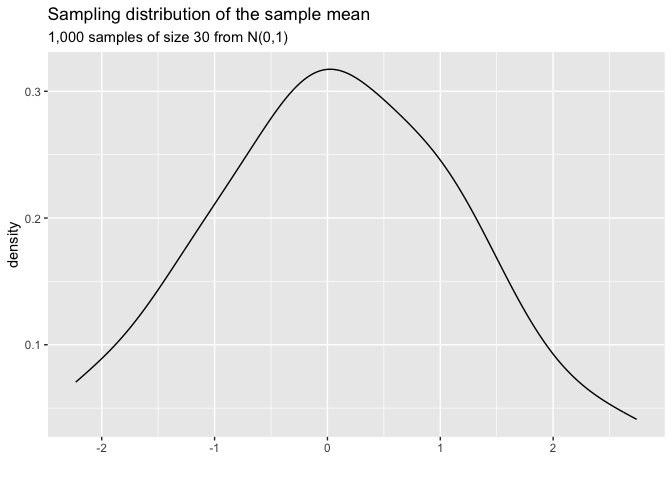 Sampling distribution of the sample mean
1,000 samples of size 30 from N(0,1)
0.3
0.2
0.1
density
-2 -1 0 1 2